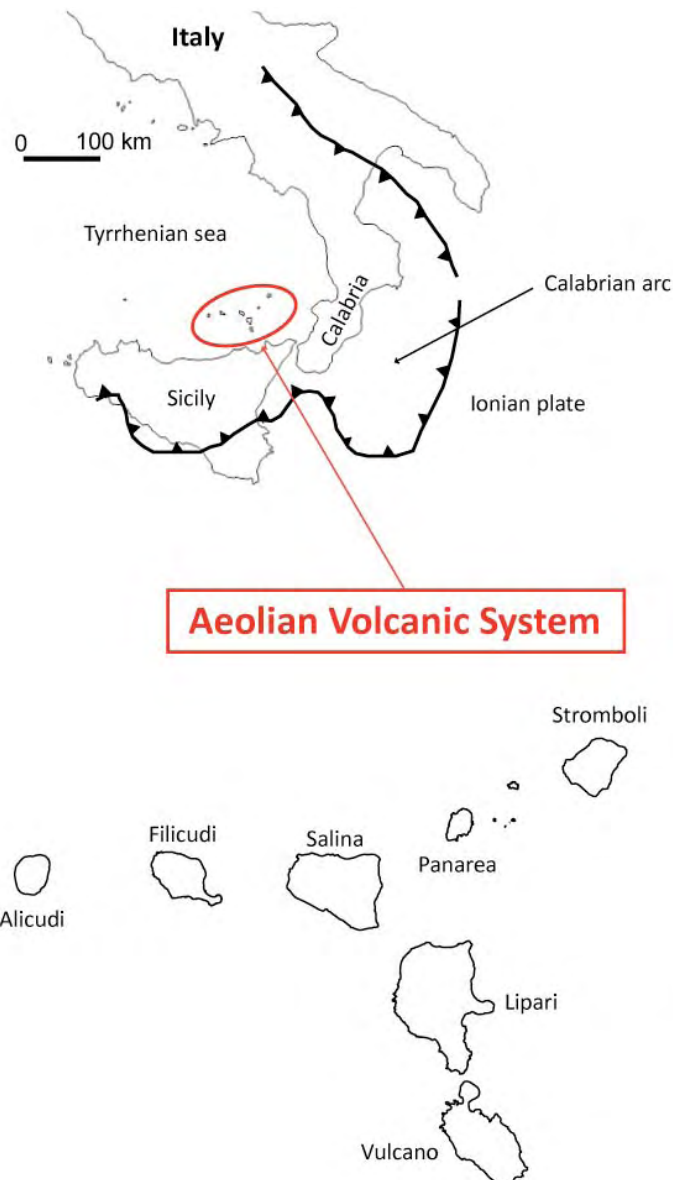 Italy
0 100 km
Tyrrhenian sea
Calabria
Calabrian arc
Sicily
Ionian plate
Aeolian Volcanic System
Stromboli
Filicudi
Salina
Panarea
Alicudi
Lipari
Vulcano